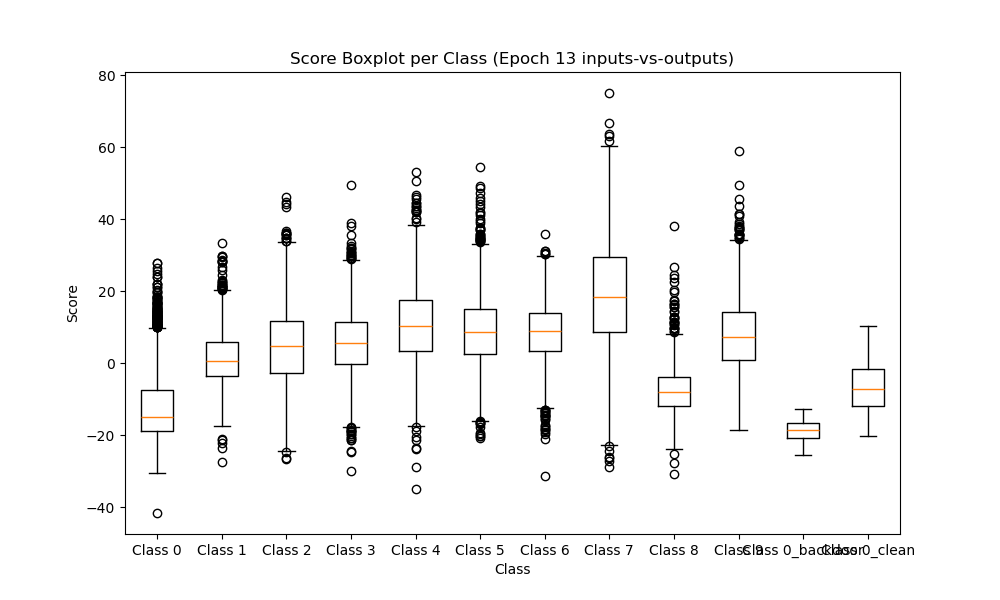 Score Boxplot per Class (Epoch 13 inputs-vs-outputs)
80
60
40
20
0
−20
−40
Score
Class 0 Class 1 Class 2 Class 3 Class 4 Class 5 Class 6 Class 7 Class 8 Class 9 Class 0_backdoor Class 0_clean
Class